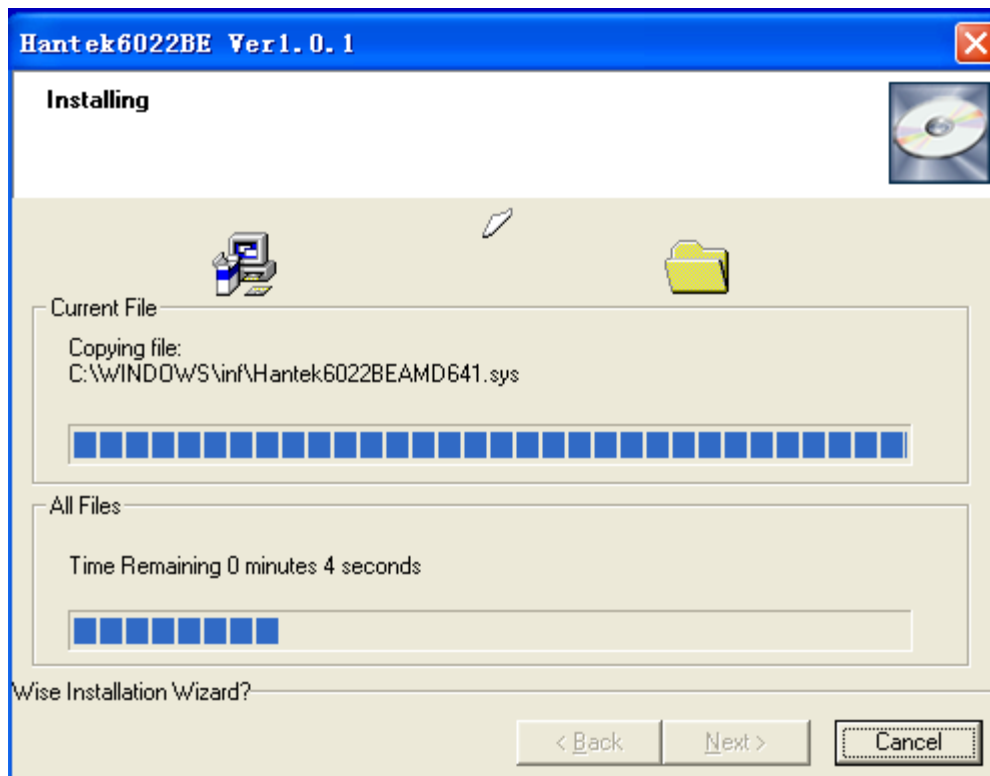 Hantek6022BE Ver1.0.1
Installing
Current File
Copying file:
C:\WINDOWS\inf\Hantek6022BEAMD641.sys
All Files
Time Remaining 0 minutes 4 seconds
Wise Installation Wizard?
< Back Next > Cancel